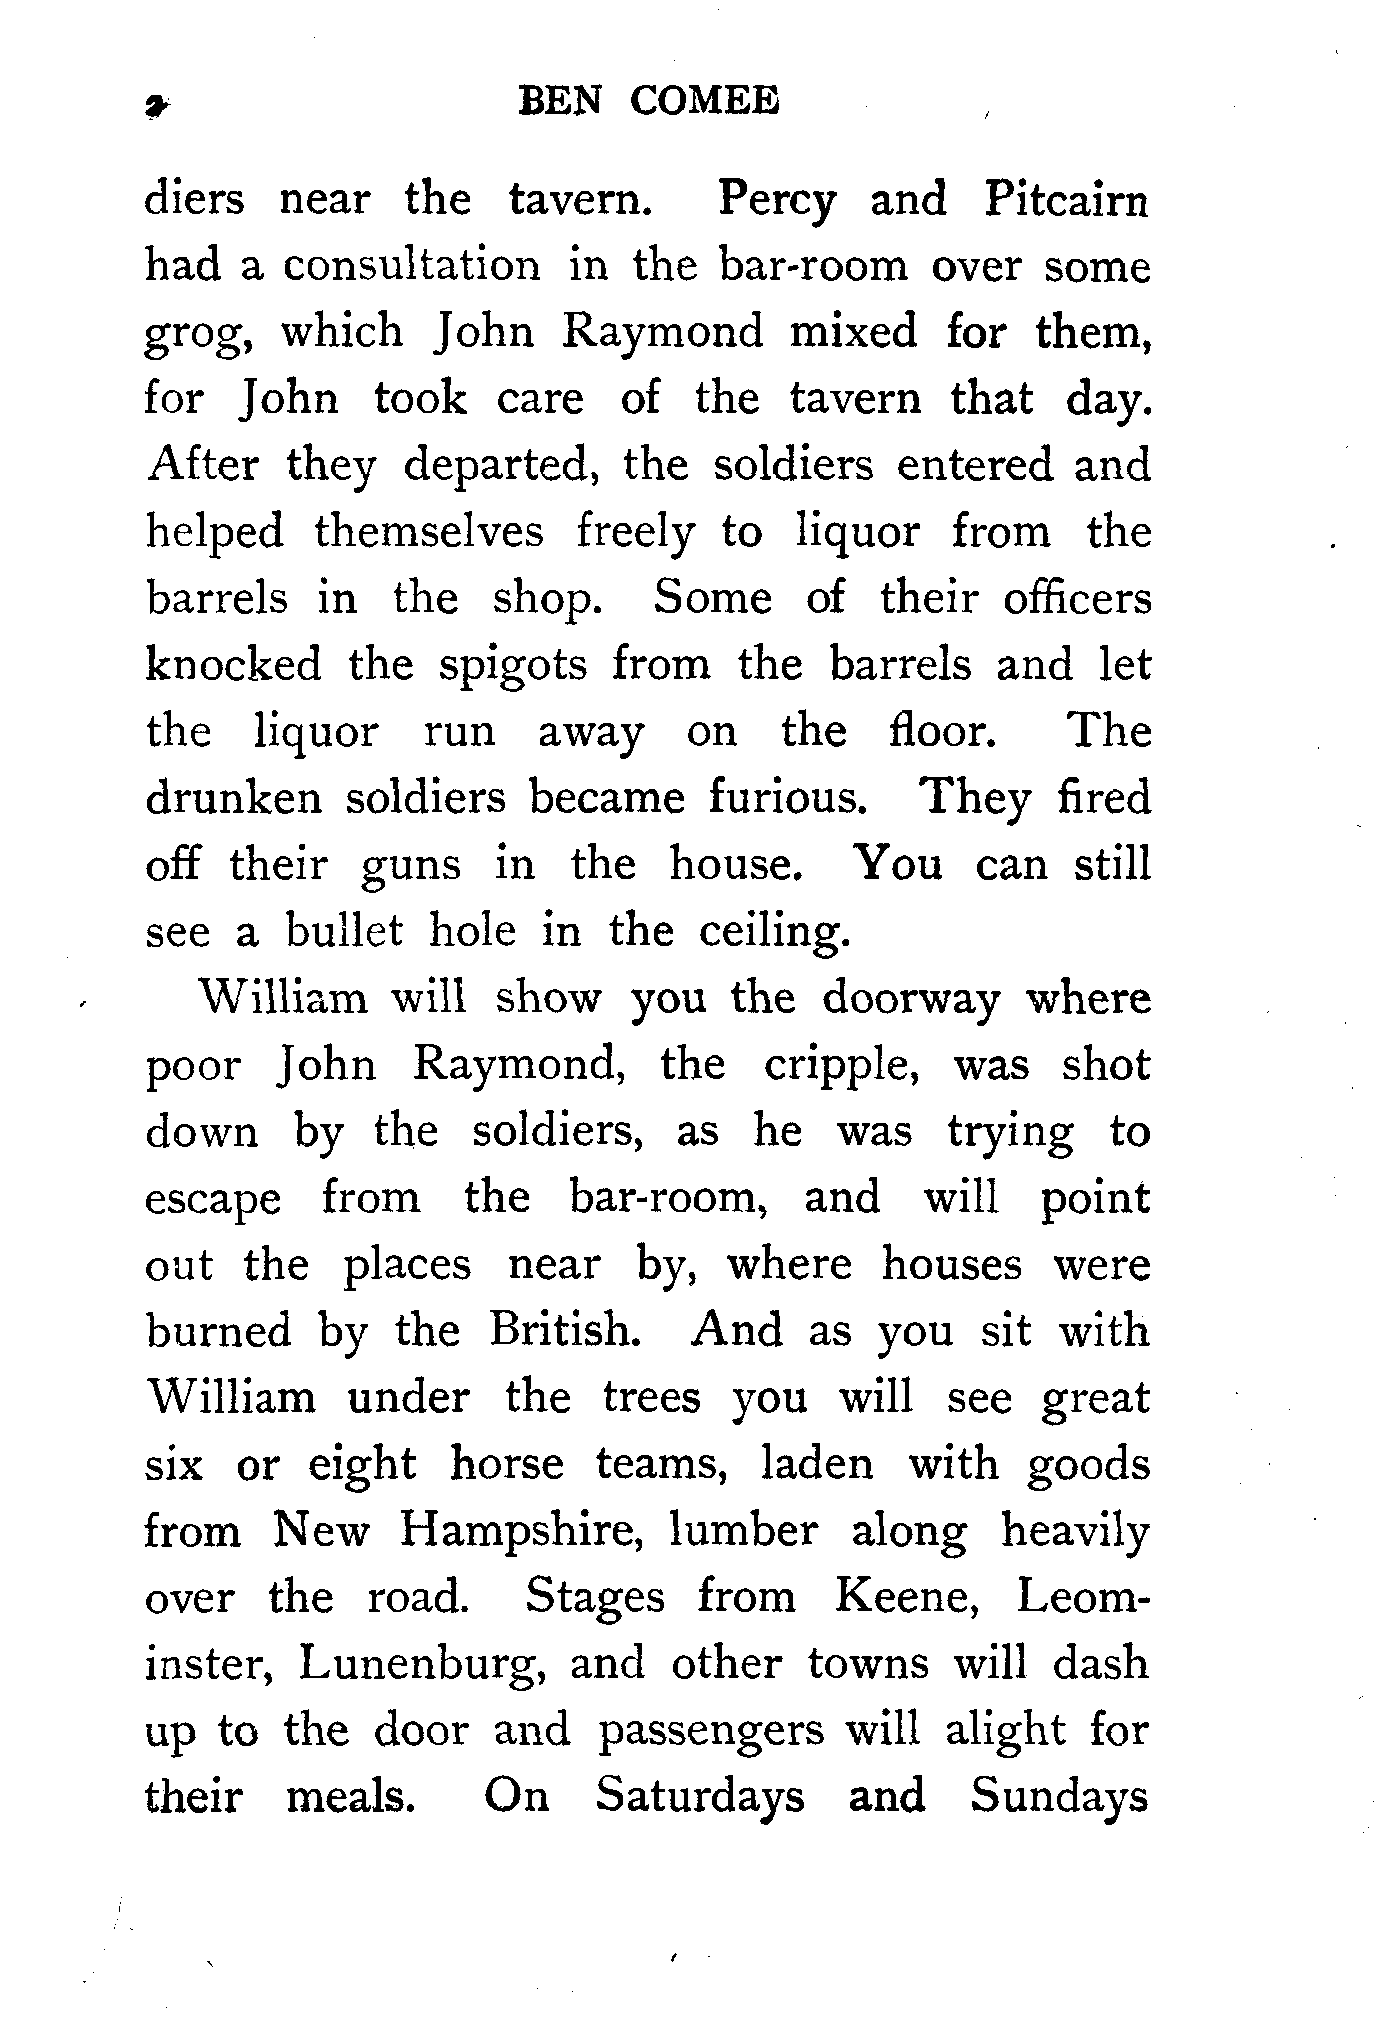 2 BEN COMEE
diers near the tavern. Percy and Pitcairn
had a consultation in the bar-room over some
grog, which John Raymond mixed for them,
for John took care of the tavern that day.
After they departed, the soldiers entered and
helped themselves freely to liquor from the
barrels in the shop. Some of their officers
knocked the spigots from the barrels and let
the liquor run away on the floor. The
drunken soldiers became furious. They fired
off their guns in the house. You can still
see a bullet hole in the ceiling.
William will show you the doorway where
poor John Raymond, the cripple, was shot
down by the soldiers, as he was trying to
escape from the bar-room, and will point
out the places near by, where houses were
burned by the British. And as you sit with
William under the trees you will see great
six or eight horse teams, laden with goods
from New Hampshire, lumber along heavily
over the road. Stages from Keene, Leom-
inster, Lunenburg, and other towns will dash
up to the door and passengers will alight for
their meals. On Saturdays and Sundays